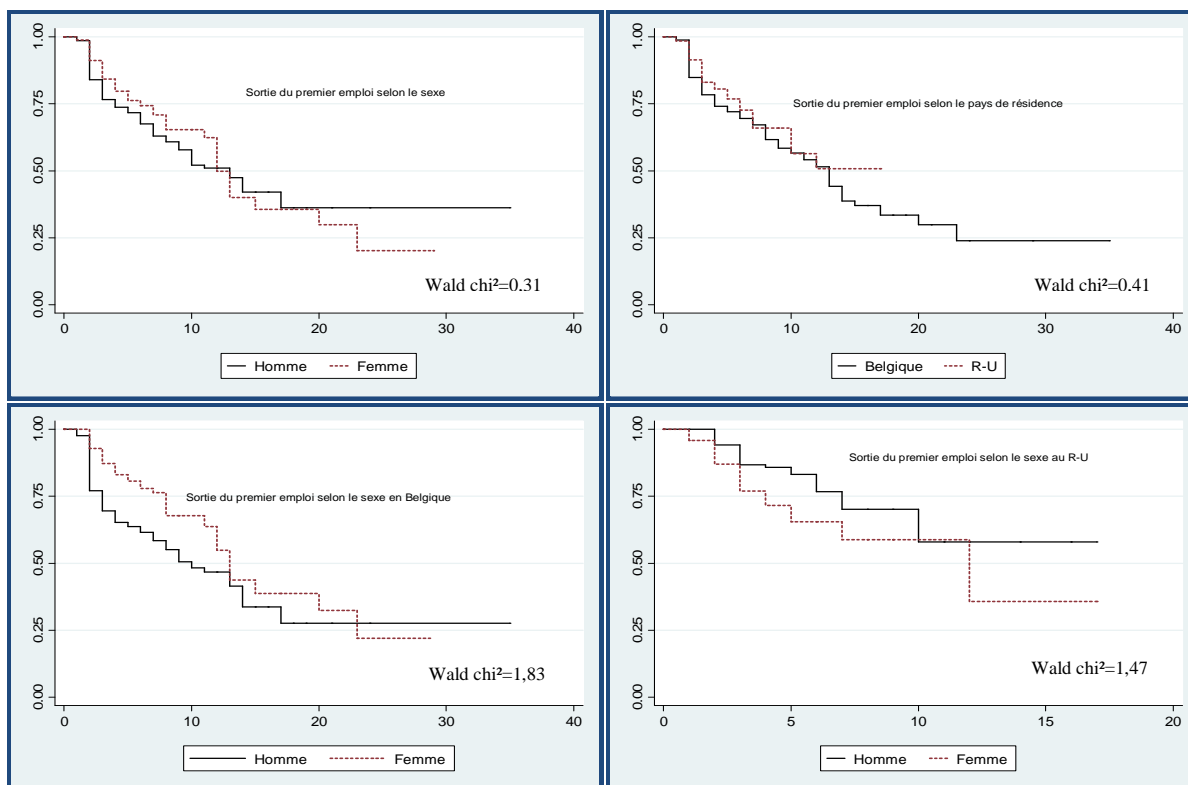 1.00
0.75
0.50
0.25
0.00
Sortie du premier emploi selon le sexe
Wald chi²=0.31
0 10 20 30 40
Homme Femme
1.00
0.75
0.50
0.25
0.00
Sortie du premier emploi selon le pays de résidence
Wald chi²=0.41
0 10 20 30 40
Belgique R-U
1.00
0.75
0.50
0.25
0.00
Sortie du premier emploi selon le sexe en Belgique
Wald chi²=1,83
0 10 20 30 40
Homme Femme
1.00
0.75
0.50
0.25
0.00
Sortie du premier emploi selon le sexe au R-U
Wald chi²=1,47
0 5 10 15 20
Homme Femme